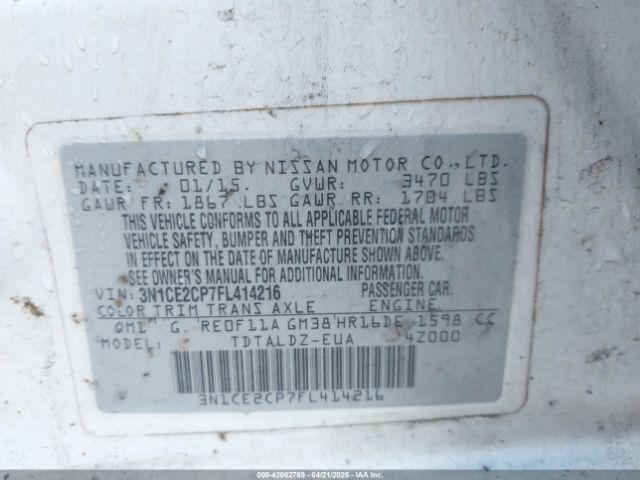 MANUFACTURED BY NISSAN MOTOR CO., LTD.
DATE: 01/15. GVWR: 3470 LBS
GAWR FR: 1867 LBS GAWR RR: 1704 LBS
THIS VEHICLE CONFORMS TO ALL APPLICABLE FEDERAL MOTOR
VEHICLE SAFETY, BUMPER AND THEFT PREVENTION STANDARDS
IN EFFECT ON THE DATE OF MANUFACTURE SHOWN ABOVE.
SEE OWNER'S MANUAL FOR ADDITIONAL INFORMATION.
VIN: 3N1CE2CP7FL414216 PASSENGER CAR.
COLOR TRIM TRANS AXLE ENGINE
QM1 G. RE0F11A GM38 HR16DE 1598 CC
MODEL: TDTALDZ-EUA 4Z000
3N1CE2CP7FL414216
000-42062769 - 04/21/2025 - IAAI.COM